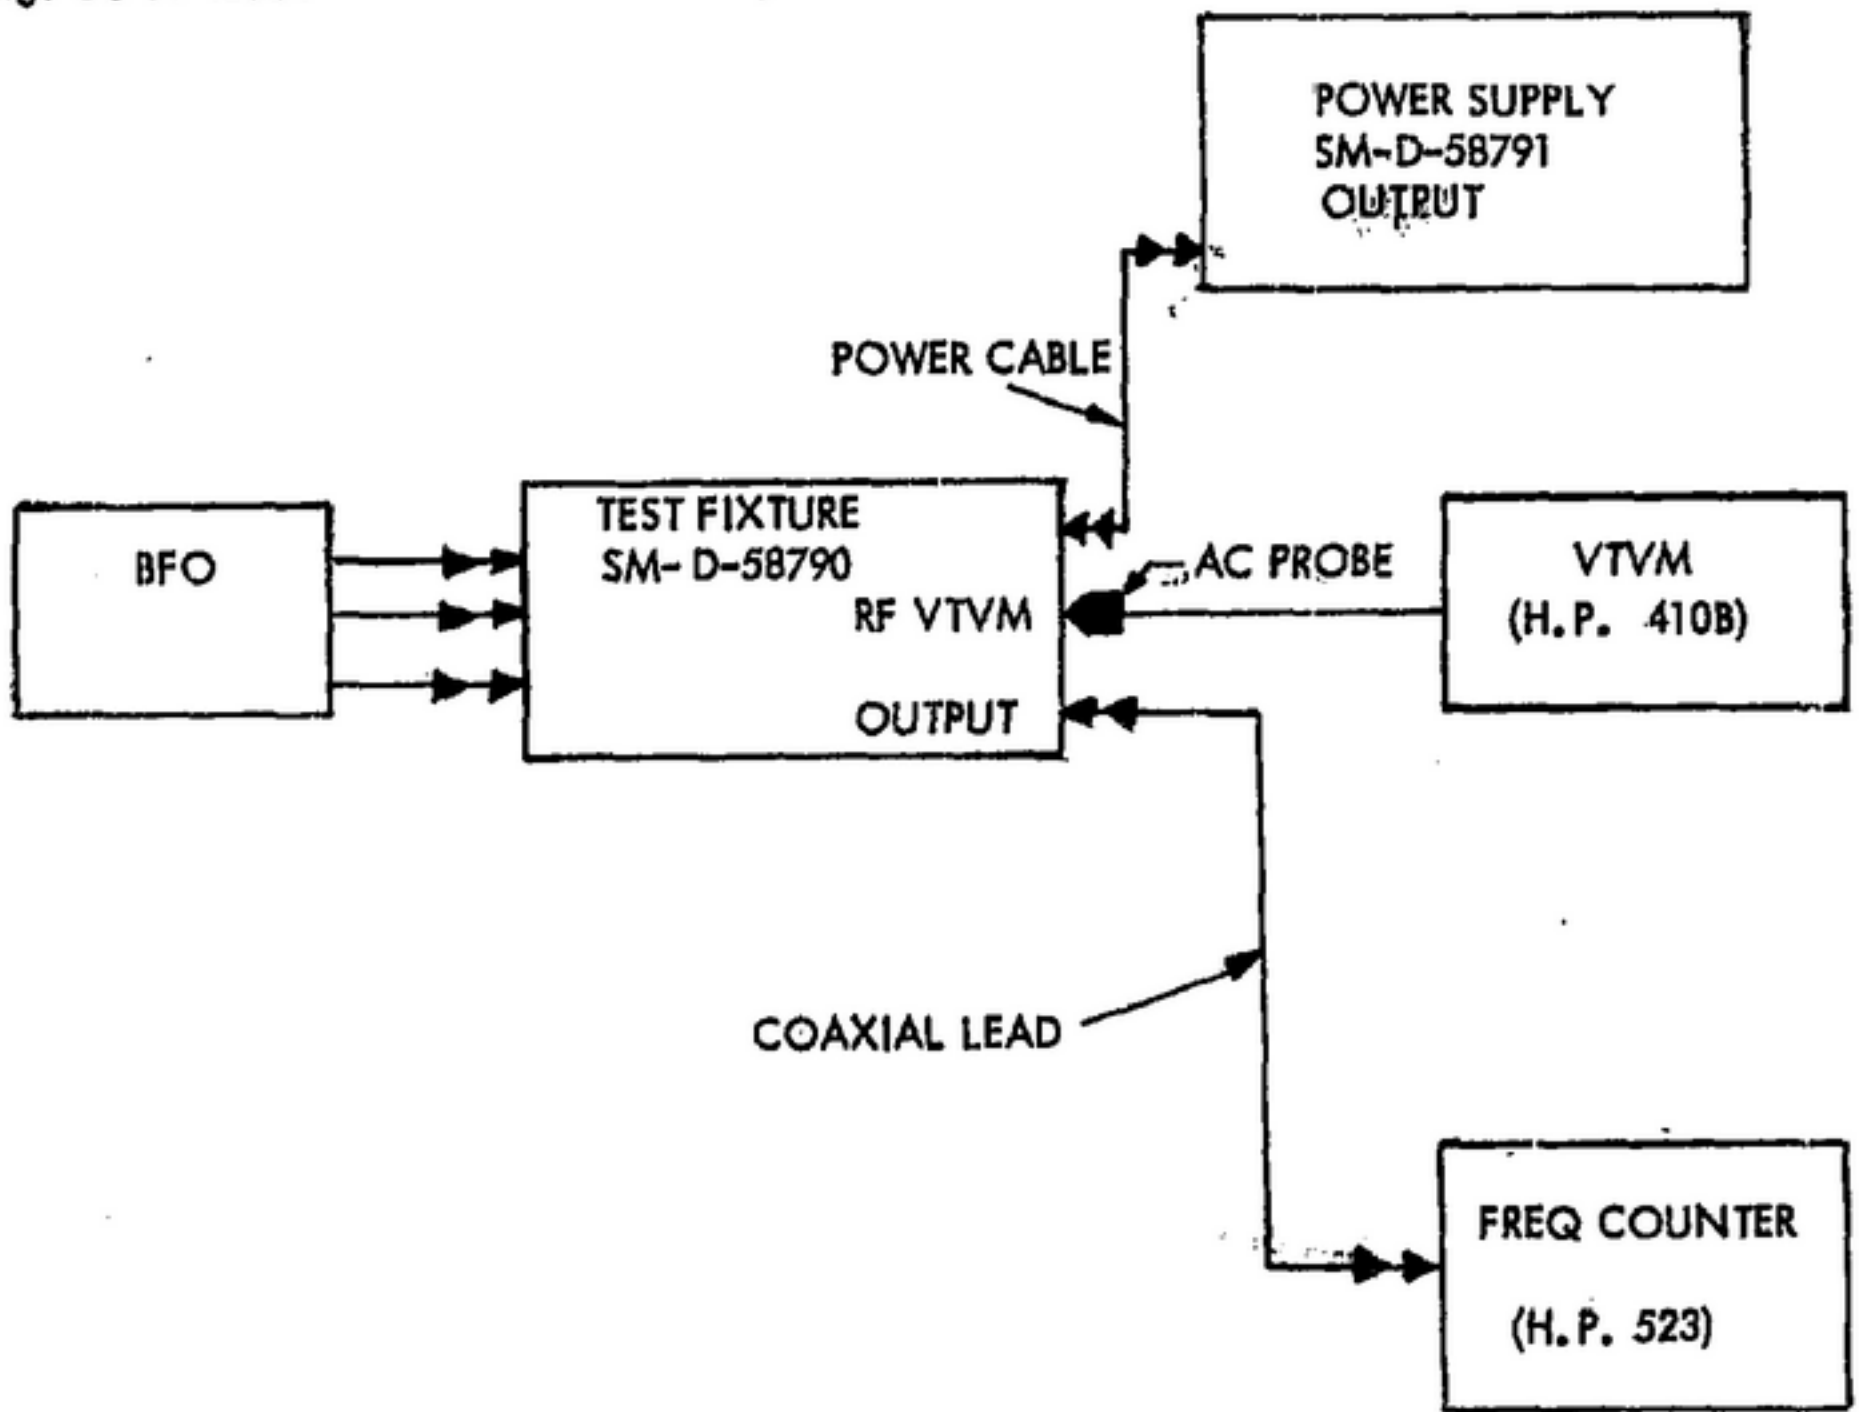 POWER SUPPLY
SM-D-58791
OUTPUT
POWER CABLE
BFO
TEST FIXTURE
SM- D-58790
RF VTVM
OUTPUT
AC PROBE
VTVM
(H.P. 410B)
COAXIAL LEAD
FREQ COUNTER
(H.P. 523)